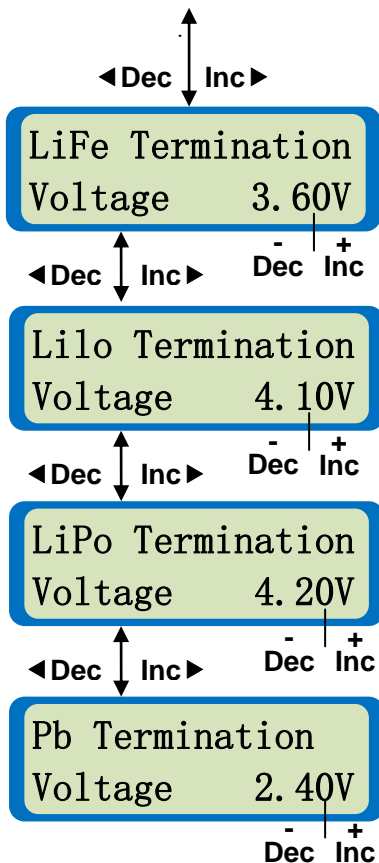 ◀Dec Inc▶
LiFe Termination
Voltage 3.60V
- +
Dec Inc
◀Dec Inc▶
Lilo Termination
Voltage 4.10V
- +
Dec Inc
◀Dec Inc▶
LiPo Termination
Voltage 4.20V
- +
Dec Inc
◀Dec Inc▶
Pb Termination
Voltage 2.40V
- +
Dec Inc